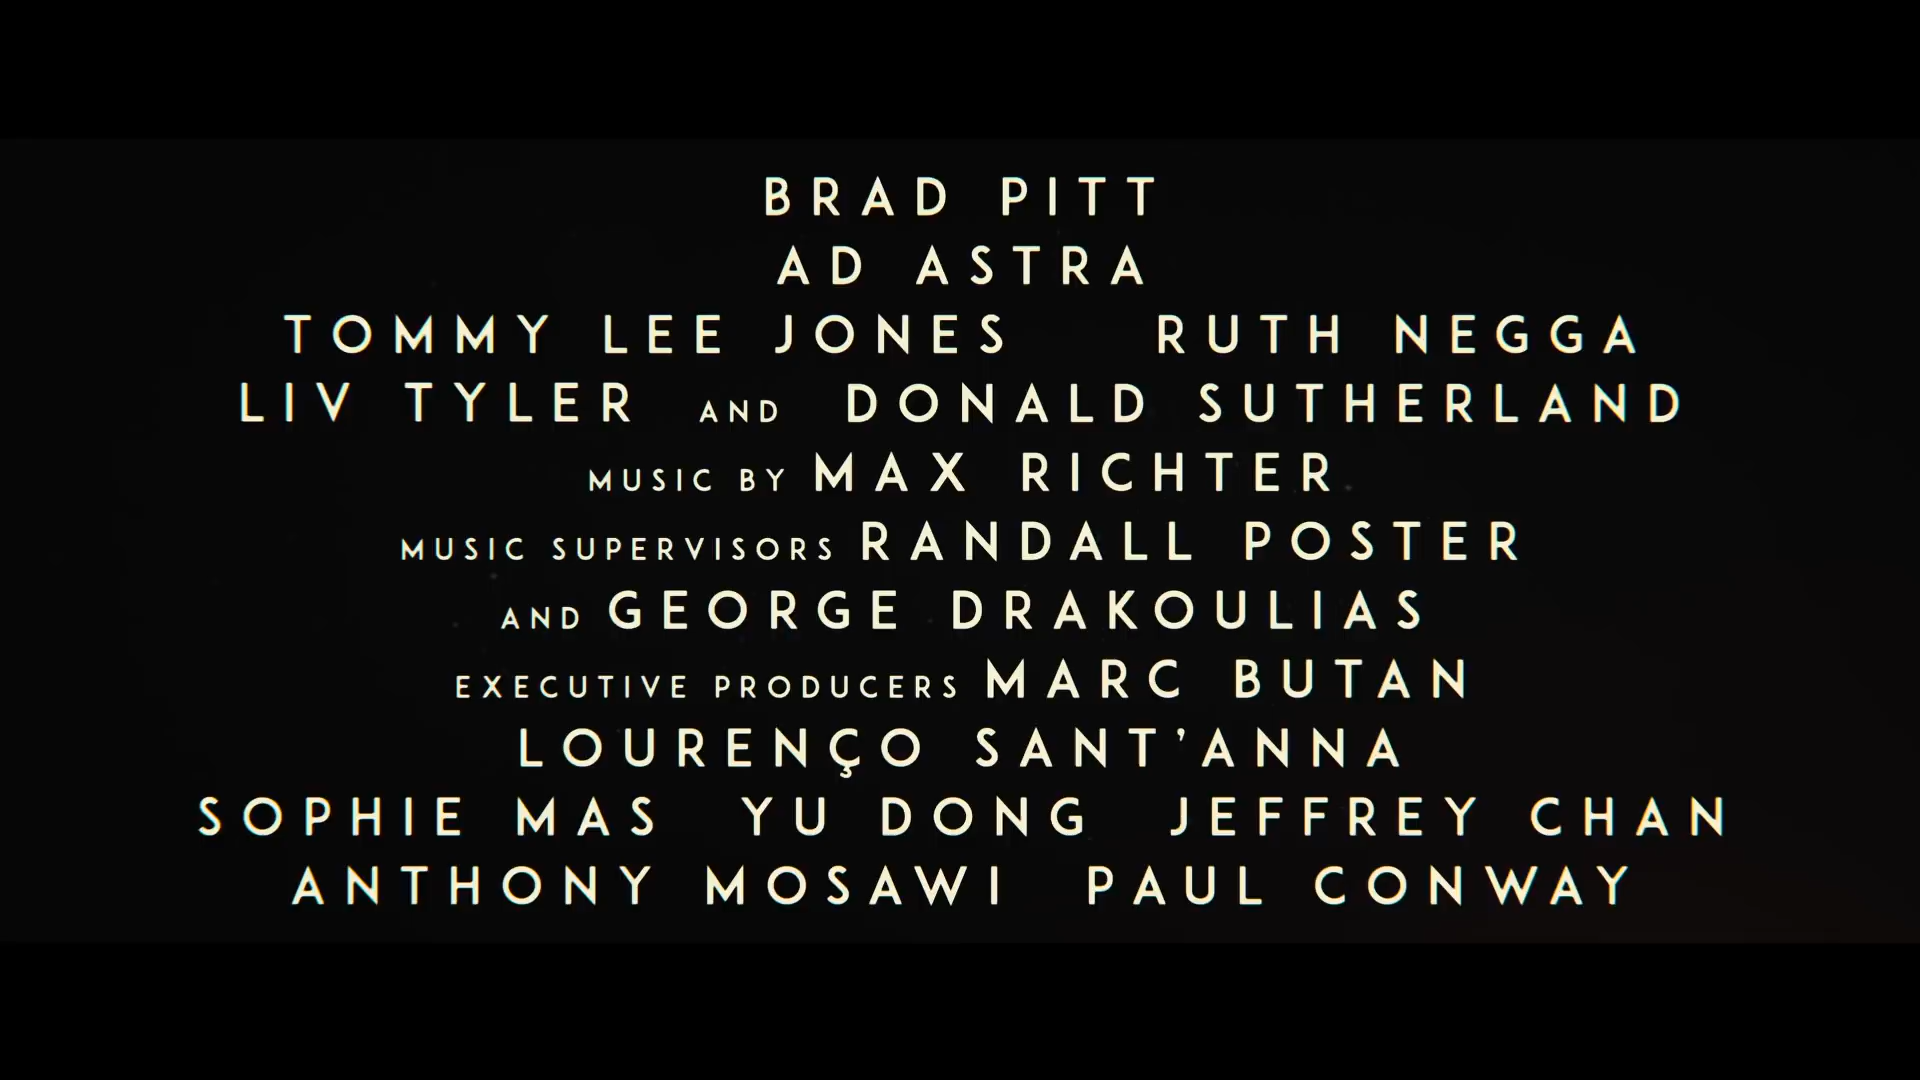 BRAD PITT
AD ASTRA
TOMMY LEE JONES RUTH NEGGA
LIV TYLER AND DONALD SUTHERLAND
MUSIC BY MAX RICHTER
MUSIC SUPERVISORS RANDALL POSTER
AND GEORGE DRAKOULIAS
EXECUTIVE PRODUCERS MARC BUTAN
LOURENÇO SANT'ANNA
SOPHIE MAS YU DONG JEFFREY CHAN
ANTHONY MOSAWI PAUL CONWAY